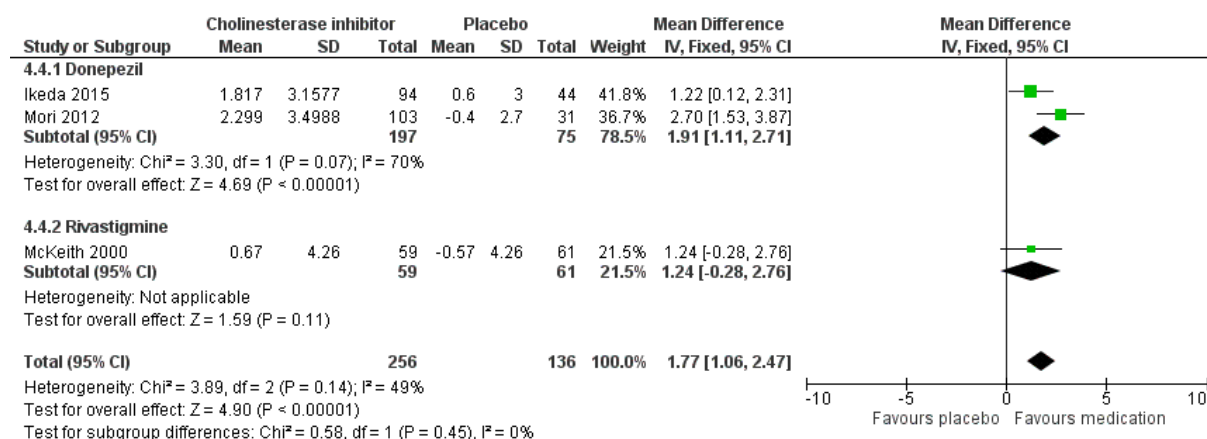 Cholinesterase inhibitor Placebo Mean Difference Mean Difference
Study or Subgroup Mean SD Total Mean SD Total Weight IV, Fixed, 95% CI IV, Fixed, 95% CI
4.4.1 Donepezil
Ikeda 2015 1.817 3.1577 94 0.6 3 44 41.8% 1.22 [0.12, 2.31]
Mori 2012 2.299 3.4988 103 -0.4 2.7 31 36.7% 2.70 [1.53, 3.87]
Subtotal (95% CI) 197 75 78.5% 1.91 [1.11, 2.71]
Heterogeneity: Chi² = 3.30, df = 1 (P = 0.07); I² = 70%
Test for overall effect: Z = 4.69 (P < 0.00001)
4.4.2 Rivastigmine
McKeith 2000 0.67 4.26 59 -0.57 4.26 61 21.5% 1.24 [-0.28, 2.76]
Subtotal (95% CI) 59 61 21.5% 1.24 [-0.28, 2.76]
Heterogeneity: Not applicable
Test for overall effect: Z = 1.59 (P = 0.11)
Total (95% CI) 256 136 100.0% 1.77 [1.06, 2.47]
Heterogeneity: Chi² = 3.89, df = 2 (P = 0.14); I² = 49%
Test for overall effect: Z = 4.90 (P < 0.00001)
Test for subgroup differences: Chi² = 0.58, df = 1 (P = 0.45), I² = 0%
-10 -5 0 5 10
Favours placebo Favours medication